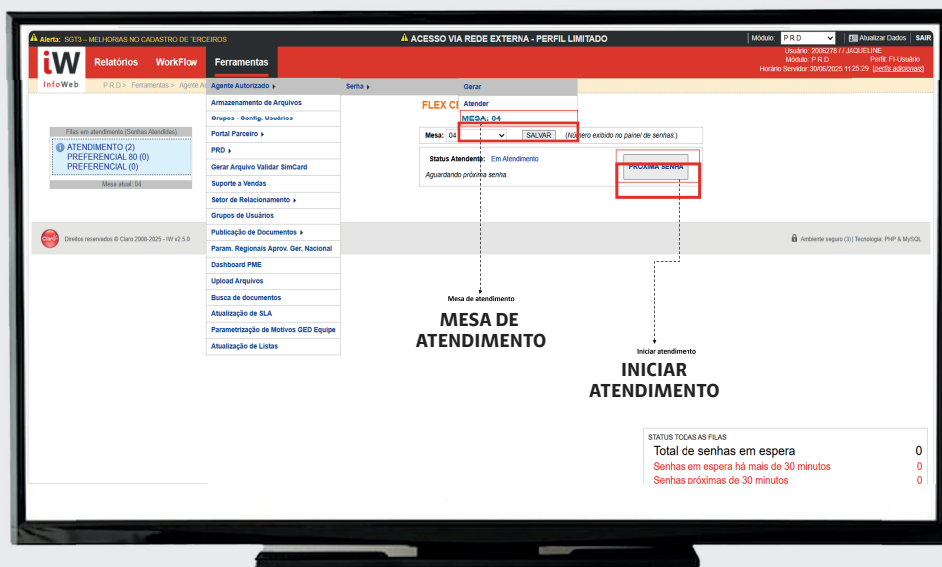 Alerta: SGT3 – MELHORIAS NO CADASTRO DE TERCEIROS
ACESSO VIA REDE EXTERNA - PERFIL LIMITADO
Módulo: P R D
Atualizar Dados
SAIR
iW
InfoWeb
Relatórios
WorkFlow
Ferramentas
Usuário: 2006278 / / JAQUELINE
Módulo: P R D Perfil: FI-Usuário
Horário Servidor: 30/06/2025 11:25:29 [perfis adicionais]
P R D > Ferramentas > Agente
Agente Autorizado
Armazenamento de Arquivos
Grupos - Config. Usuários
Portal Parceiro
PRD
Gerar Arquivo Validar SimCard
Suporte a Vendas
Setor de Relacionamento
Grupos de Usuários
Publicação de Documentos
Param. Regionais Aprov. Ger. Nacional
Dashboard PME
Upload Arquivos
Busca de documentos
Atualização de SLA
Parametrização de Motivos GED Equipe
Atualização de Listas
Senha
Gerar
Atender
MESA: 04
FLEX
Mesa: 04 SALVAR (Número exibido no painel de senhas.)
Status Atendente: Em Atendimento
Aguardando próxima senha.
PRÓXIMA SENHA
Filas em atendimento (Senhas Atendidas)
ATENDIMENTO (2)
PREFERENCIAL 80 (0)
PREFERENCIAL (0)
Mesa atual: 04
Claro
Direitos reservados © Claro 2008-2025 - IW v2.5.0
Ambiente seguro (3) | Tecnologia: PHP & MySQL
Mesa de atendimento
MESA DE
ATENDIMENTO
Iniciar atendimento
INICIAR
ATENDIMENTO
STATUS TODAS AS FILAS
Total de senhas em espera 0
Senhas em espera há mais de 30 minutos 0
Senhas próximas de 30 minutos 0